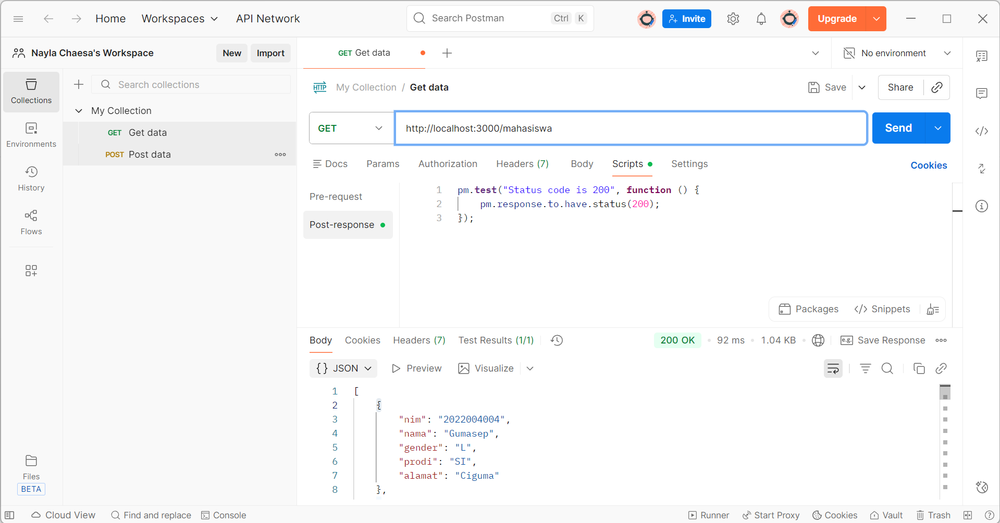 Home Workspaces API Network Search Postman Ctrl K Invite Upgrade
Nayla Chaesa's Workspace New Import GET Get data No environment
Collections
Search collections
My Collection
GET Get data
POST Post data
Environments
History
Flows
Files
BETA
HTTP My Collection / Get data Save Share
GET http://localhost:3000/mahasiswa Send
Docs Params Authorization Headers (7) Body Scripts Settings Cookies
Pre-request
Post-response
1 pm.test("Status code is 200", function () {
2 pm.response.to.have.status(200);
3 });
Packages </> Snippets
Body Cookies Headers (7) Test Results (1/1) 200 OK 92 ms 1.04 KB e.g. Save Response
{} JSON Preview Visualize
1 [
2 {
3 "nim": "2022004004",
4 "nama": "Gumasep",
5 "gender": "L",
6 "prodi": "SI",
7 "alamat": "Ciguma"
8 },
Cloud View Find and replace Console Runner Start Proxy Cookies Vault Trash